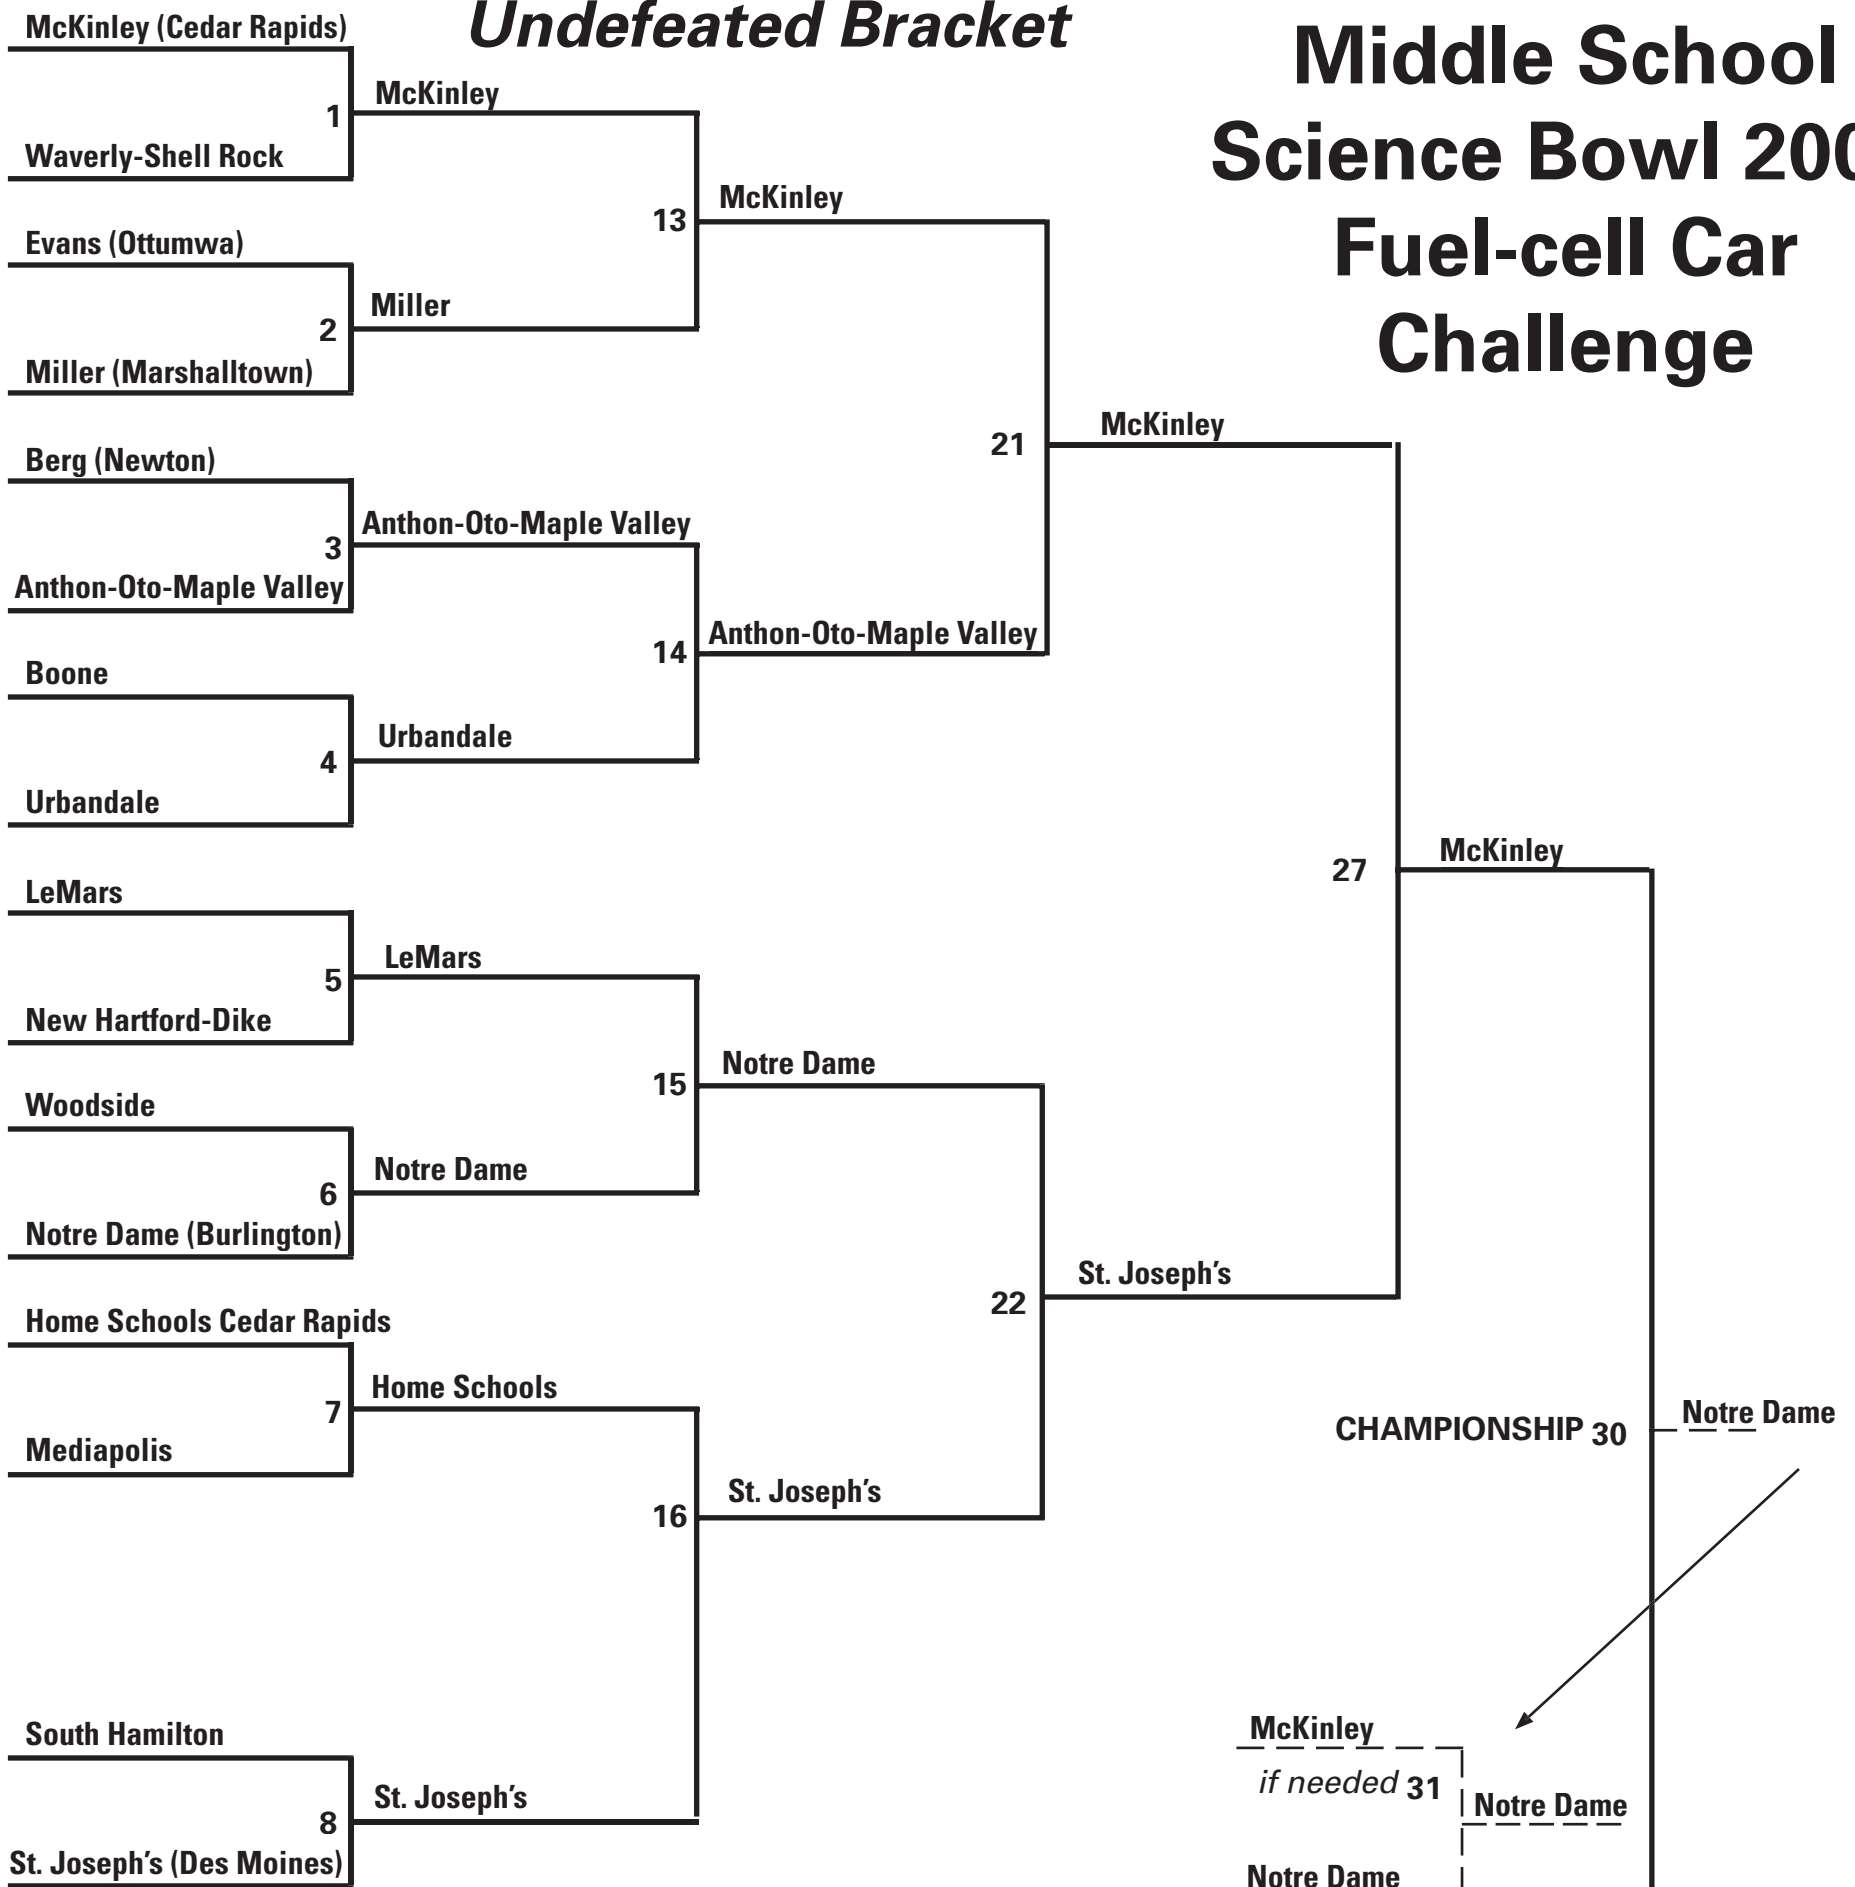 Undefeated Bracket
Middle School
Science Bowl 200
Fuel-cell Car
Challenge
McKinley (Cedar Rapids)
1
Waverly-Shell Rock
McKinley
Evans (Ottumwa)
2
Miller (Marshalltown)
Miller
13
McKinley
Berg (Newton)
3
Anthon-Oto-Maple Valley
Anthon-Oto-Maple Valley
Boone
4
Urbandale
Urbandale
14
Anthon-Oto-Maple Valley
21
McKinley
LeMars
5
New Hartford-Dike
LeMars
Woodside
6
Notre Dame (Burlington)
Notre Dame
15
Notre Dame
Home Schools Cedar Rapids
7
Mediapolis
Home Schools
South Hamilton
8
St. Joseph's (Des Moines)
St. Joseph's
16
St. Joseph's
22
St. Joseph's
27
McKinley
CHAMPIONSHIP 30
Notre Dame
McKinley
if needed 31
Notre Dame
Notre Dame